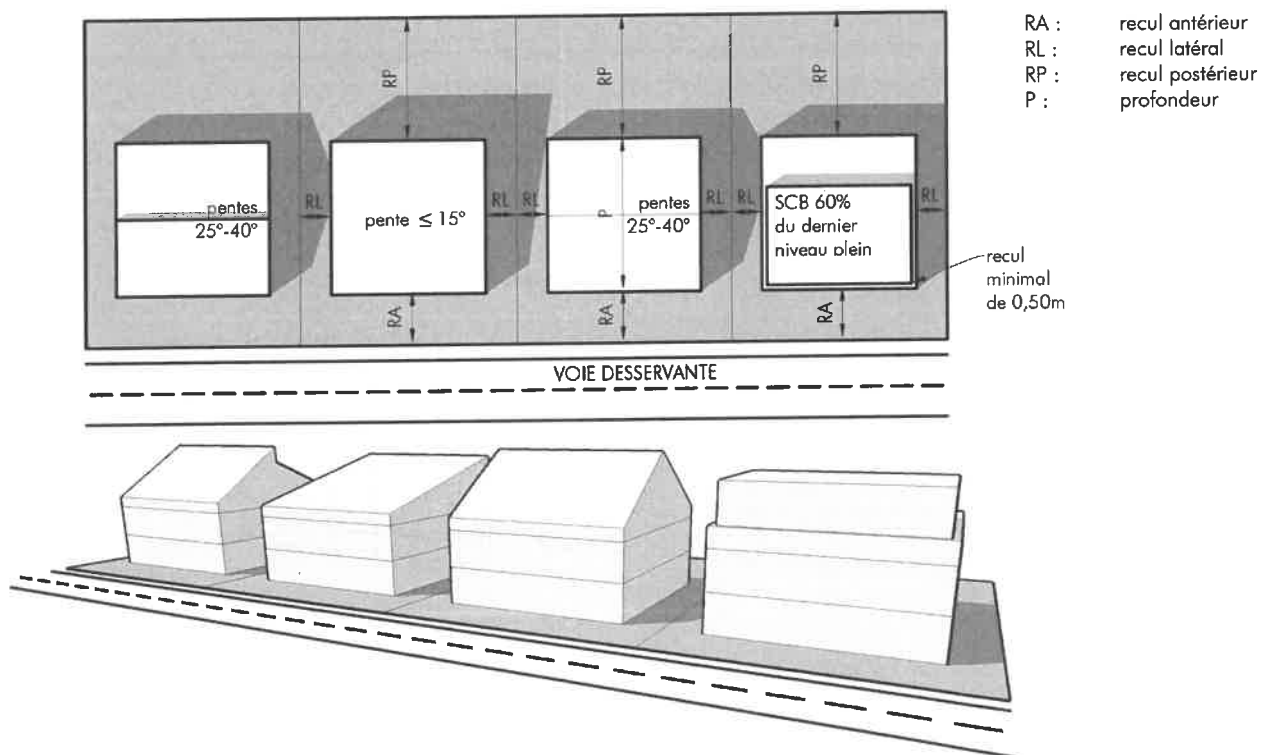 RA : recul antérieur
RL : recul latéral
RP : recul postérieur
P : profondeur
RP
RP
RP
pentes
25°-40°
RL
pente ≤ 15°
RL
RL
P
pentes
25°-40°
RL
RL
SCB 60%
du dernier
niveau plein
RL
recul
minimal
de 0,50m
RA
RA
RA
VOIE DESSERVANTE